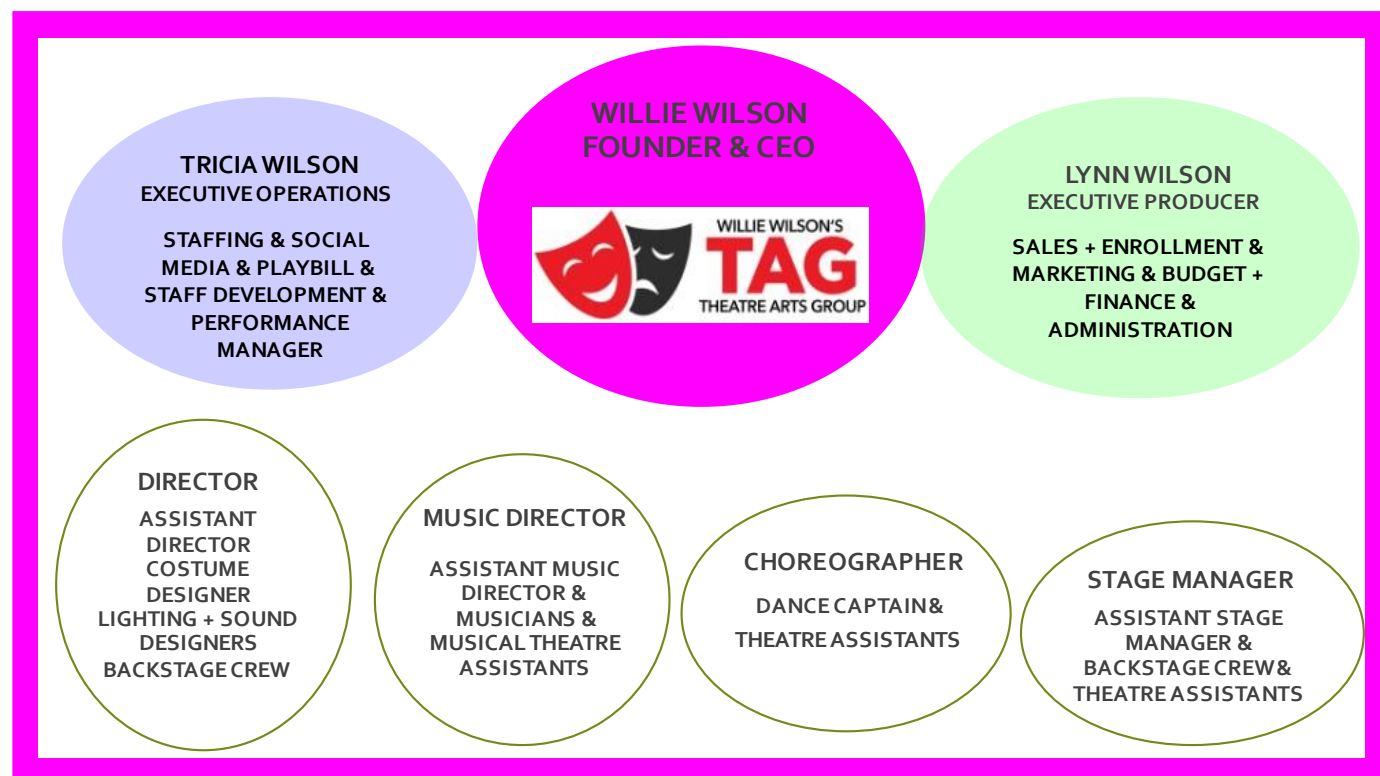 WILLIE WILSON
FOUNDER & CEO
WILLIE WILSON'S
TAG
THEATRE ARTS GROUP
TRICIA WILSON
EXECUTIVE OPERATIONS
STAFFING & SOCIAL
MEDIA & PLAYBILL &
STAFF DEVELOPMENT &
PERFORMANCE
MANAGER
LYNN WILSON
EXECUTIVE PRODUCER
SALES + ENROLLMENT &
MARKETING & BUDGET +
FINANCE &
ADMINISTRATION
DIRECTOR
ASSISTANT
DIRECTOR
COSTUME
DESIGNER
LIGHTING + SOUND
DESIGNERS
BACKSTAGE CREW
MUSIC DIRECTOR
ASSISTANT MUSIC
DIRECTOR &
MUSICIANS &
MUSICAL THEATRE
ASSISTANTS
CHOREOGRAPHER
DANCE CAPTAIN &
THEATRE ASSISTANTS
STAGE MANAGER
ASSISTANT STAGE
MANAGER &
BACKSTAGE CREW &
THEATRE ASSISTANTS